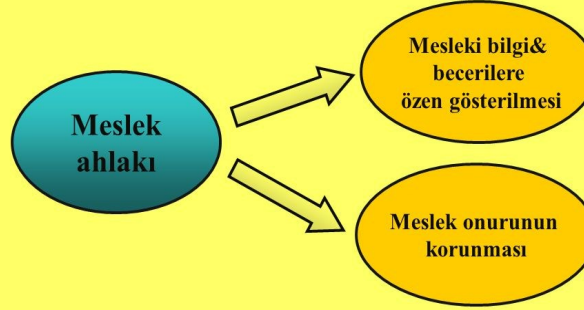 Meslek
ahlakı
Mesleki bilgi&
becerilere
özen gösterilmesi
Meslek onurunun
korunması